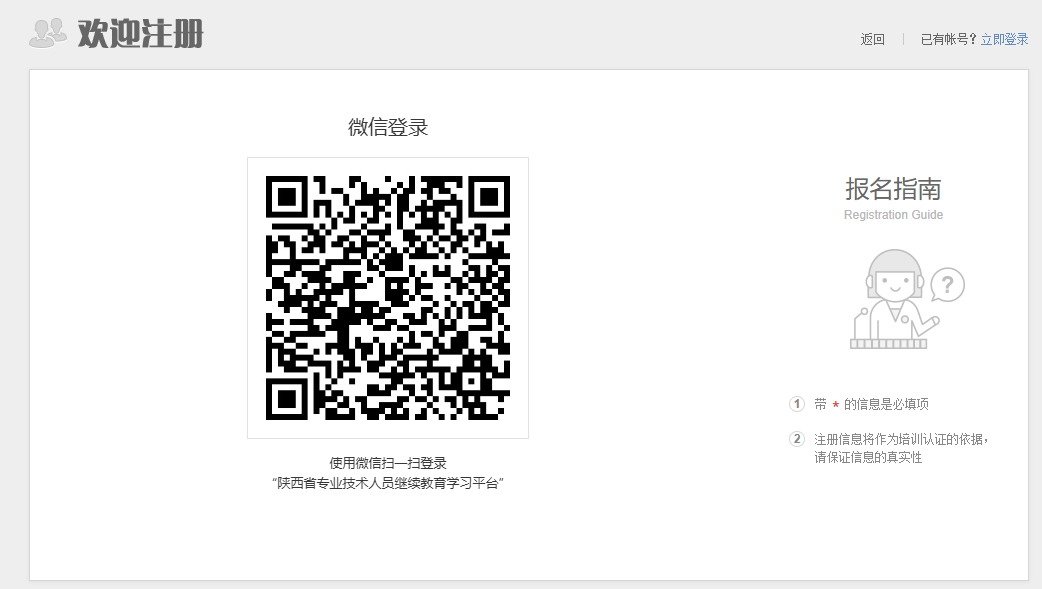 欢迎注册
返回
已有帐号？立即登录
微信登录
使用微信扫一扫登录
“陕西省专业技术人员继续教育学习平台”
报名指南
Registration Guide
?
1 带 * 的信息是必填项
2 注册信息将作为培训认证的依据，
请保证信息的真实性